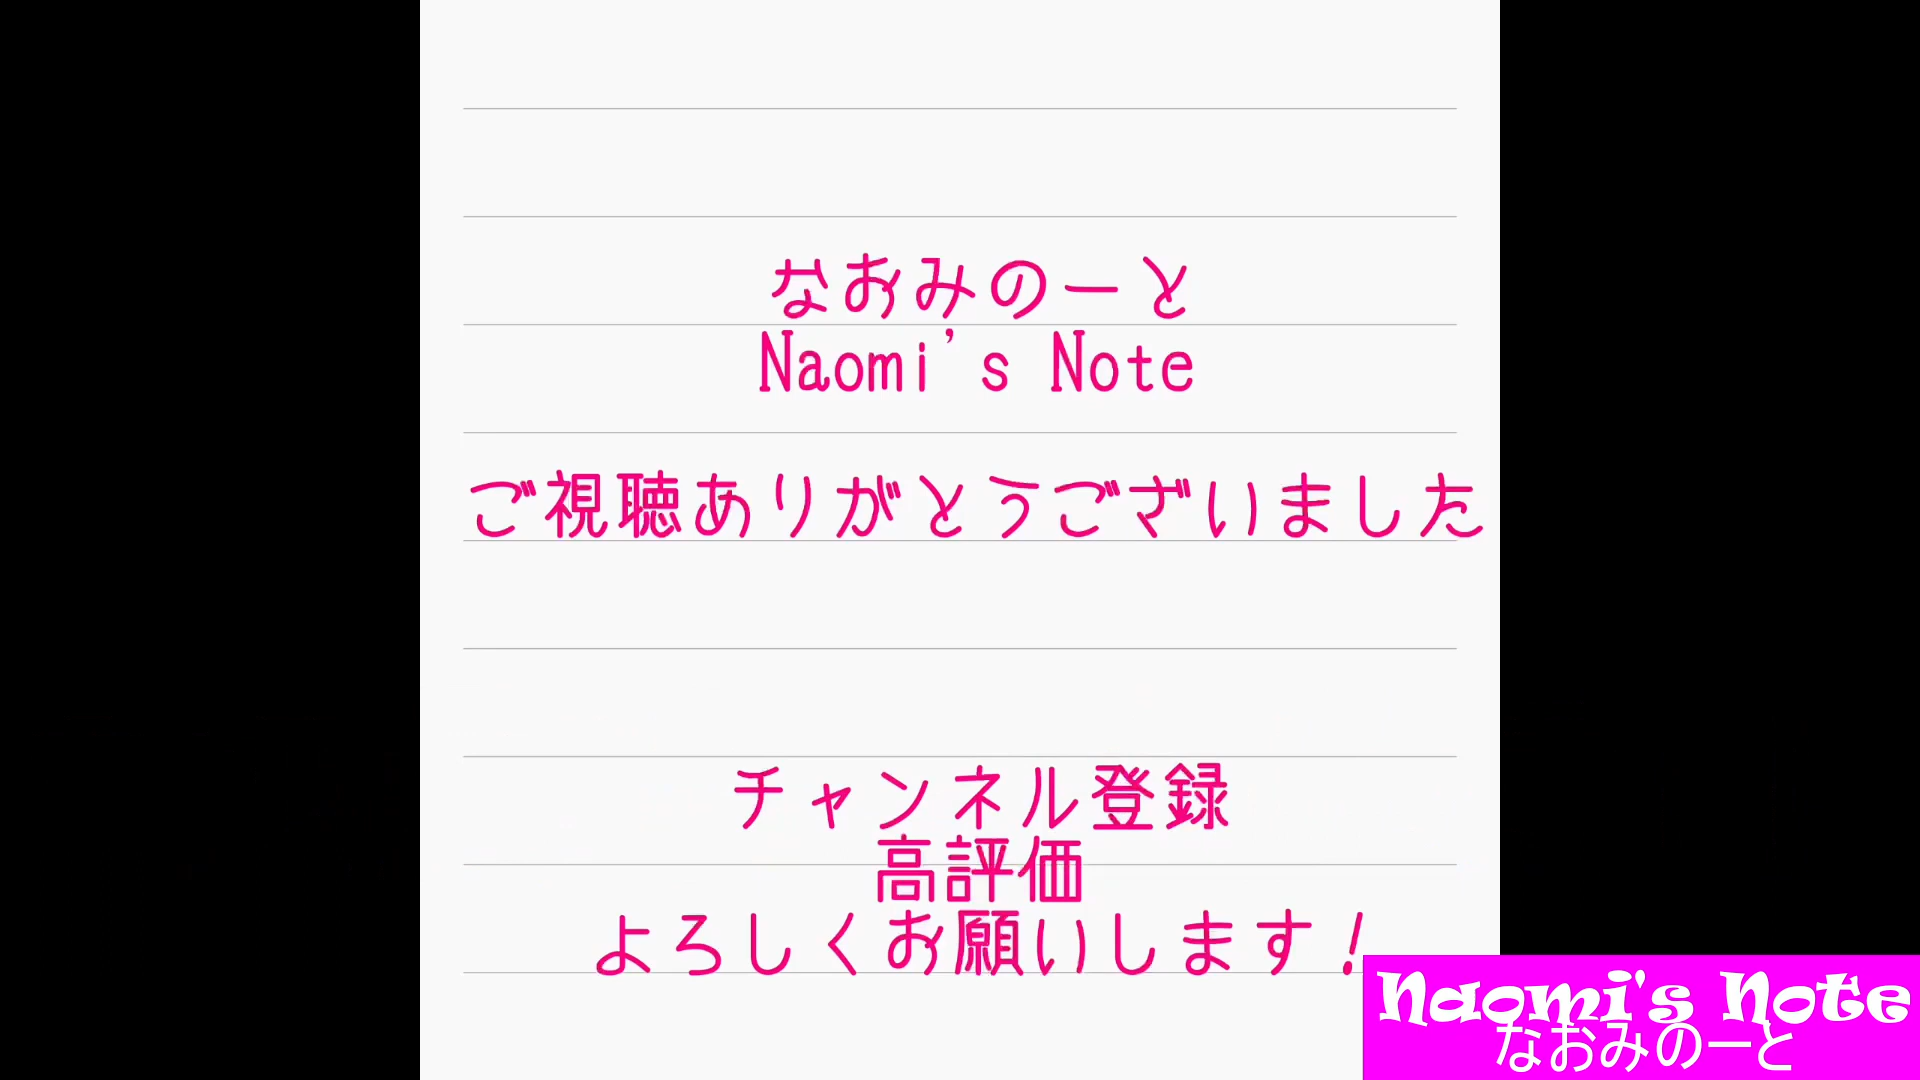 なおみのーと
Naomi's Note
ご視聴ありがとうございました
チャンネル登録
高評価
よろしくお願いします!
Naomi's Note
なおみのーと